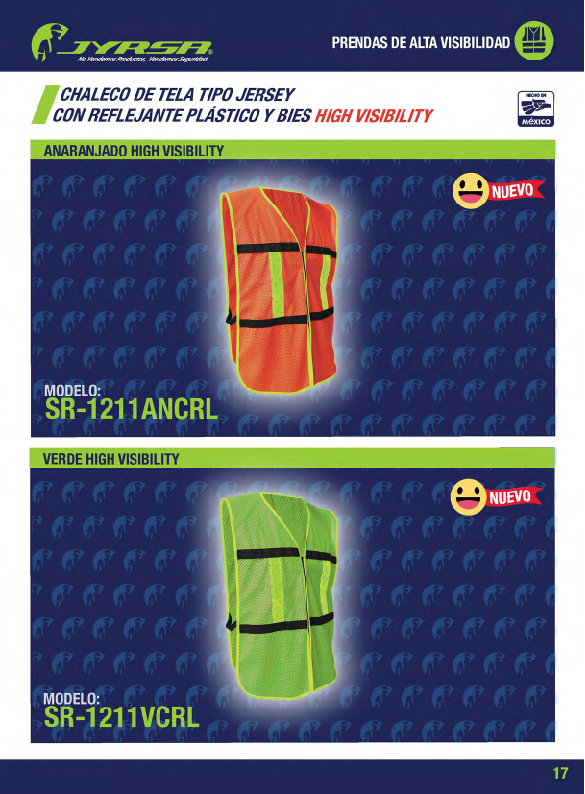 JYRSA®
No Vendemos Productos, Vendemos Seguridad
PRENDAS DE ALTA VISIBILIDAD
CHALECO DE TELA TIPO JERSEY
CON REFLEJANTE PLÁSTICO Y BIES HIGH VISIBILITY
HECHO EN
MÉXICO
ANARANJADO HIGH VISIBILITY
NUEVO
MODELO:
SR-1211ANCRL
VERDE HIGH VISIBILITY
NUEVO
MODELO:
SR-1211VCRL
17